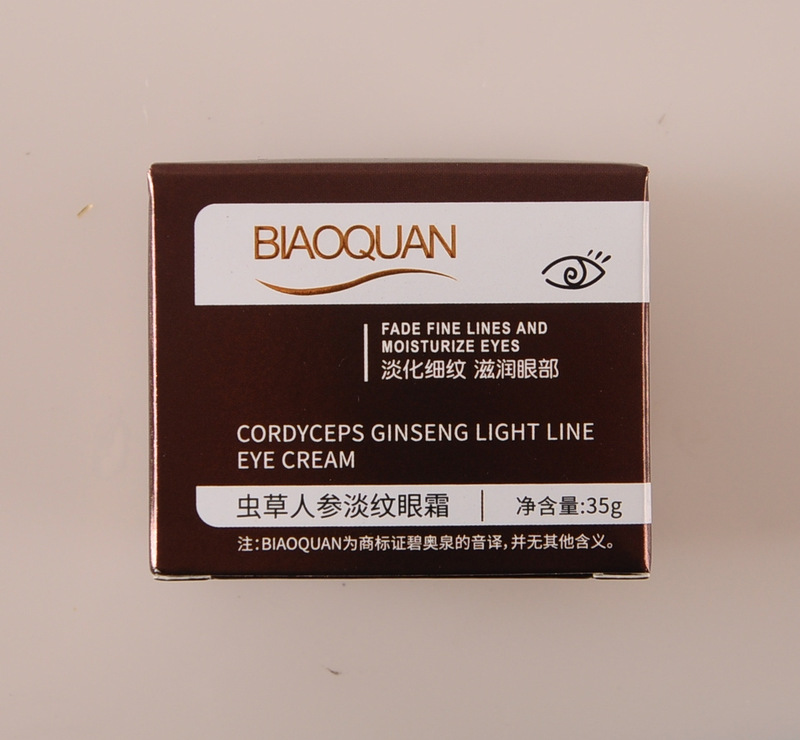 BIAOQUAN
FADE FINE LINES AND
MOISTURIZE EYES
淡化细纹 滋润眼部
CORDYCEPS GINSENG LIGHT LINE
EYE CREAM
虫草人参淡纹眼霜 净含量:35g
注:BIAOQUAN为商标证碧奥泉的音译,并无其他含义。